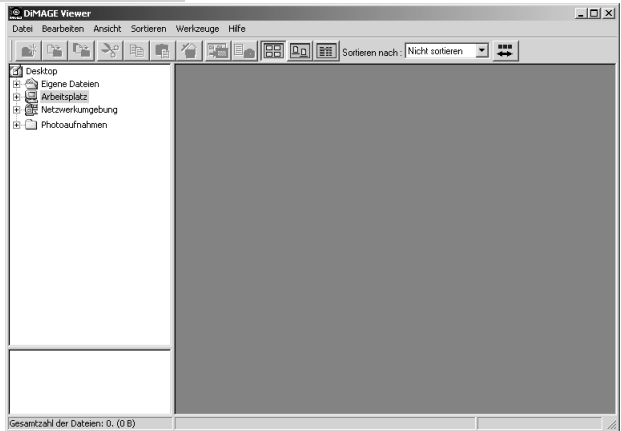 DiMAGE Viewer
Datei Bearbeiten Ansicht Sortieren Werkzeuge Hilfe
Sortieren nach : Nicht sortieren
Desktop
Eigene Dateien
Arbeitsplatz
Netzwerkumgebung
Photoaufnahmen
Gesamtzahl der Dateien: 0. (0 B)